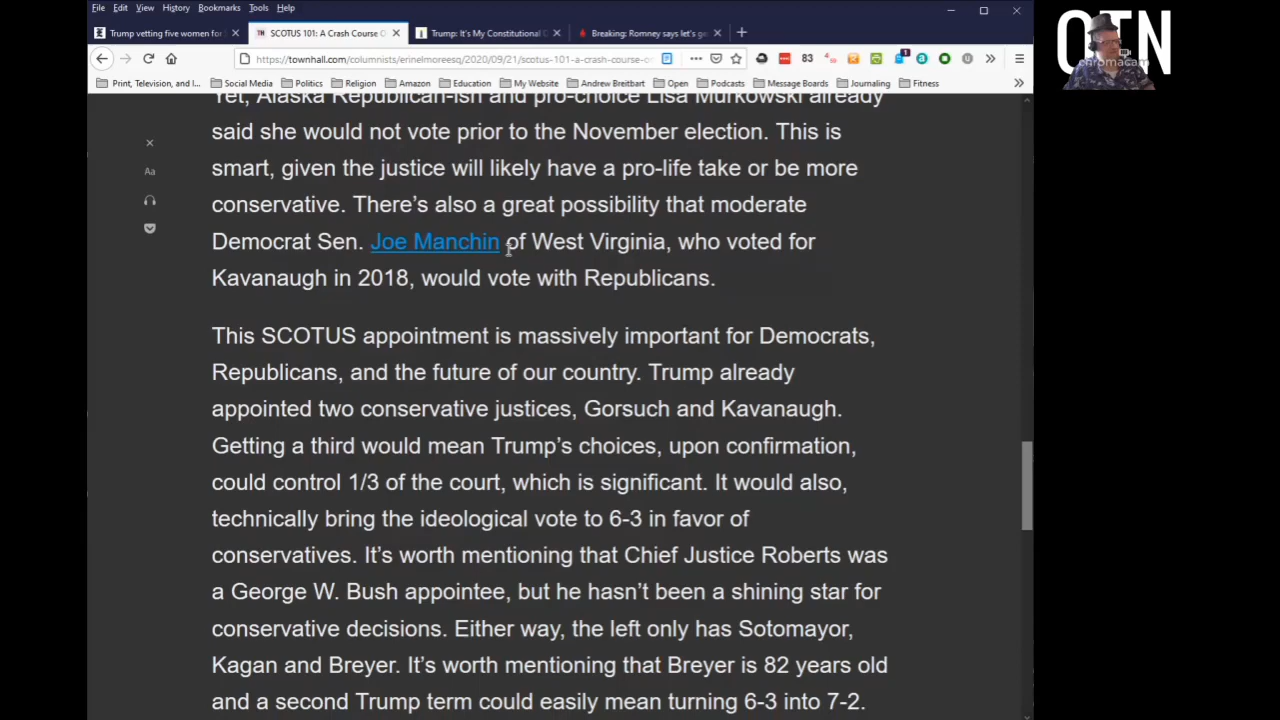 File Edit View History Bookmarks Tools Help
Trump vetting five women for
SCOTUS 101: A Crash Course O
Trump: It's My Constitutional D
Breaking: Romney says let's ge
https://townhall.com/columnists/erinelmoreesq/2020/09/21/scotus-101-a-crash-course-o
83
1
Print, Television, and I... Social Media Politics Religion Amazon Education My Website Andrew Breitbart Open Podcasts Message Boards Journaling Fitness
OTN
chromacam
Yet, Alaska Republican-ish and pro-choice Lisa Murkowski already
said she would not vote prior to the November election. This is
smart, given the justice will likely have a pro-life take or be more
conservative. There’s also a great possibility that moderate
Democrat Sen. Joe Manchin of West Virginia, who voted for
Kavanaugh in 2018, would vote with Republicans.
Aa
This SCOTUS appointment is massively important for Democrats,
Republicans, and the future of our country. Trump already
appointed two conservative justices, Gorsuch and Kavanaugh.
Getting a third would mean Trump’s choices, upon confirmation,
could control 1/3 of the court, which is significant. It would also,
technically bring the ideological vote to 6-3 in favor of
conservatives. It’s worth mentioning that Chief Justice Roberts was
a George W. Bush appointee, but he hasn’t been a shining star for
conservative decisions. Either way, the left only has Sotomayor,
Kagan and Breyer. It’s worth mentioning that Breyer is 82 years old
and a second Trump term could easily mean turning 6-3 into 7-2.